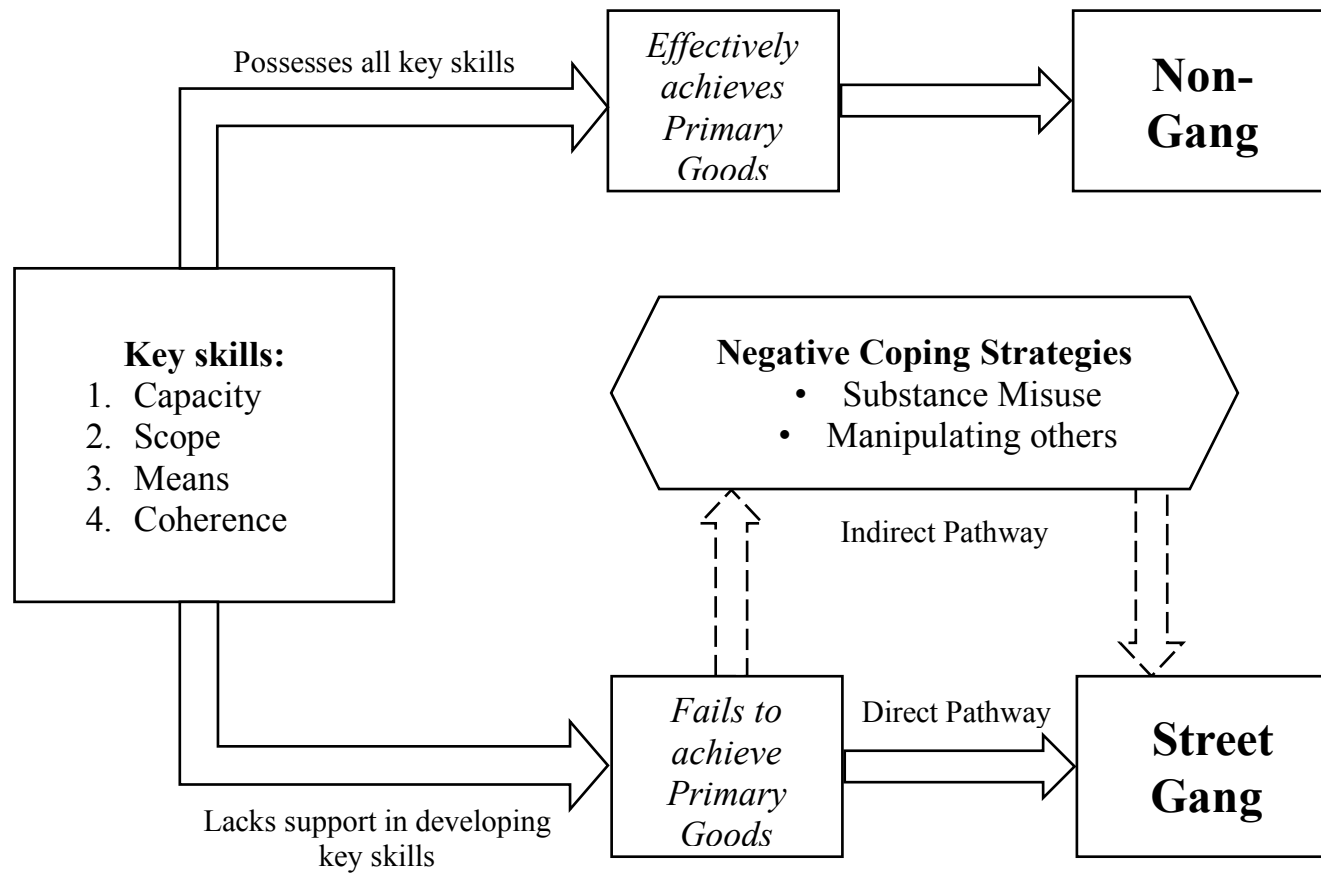 Possesses all key skills
Effectively
achieves
Primary
Goods
Non-
Gang
Key skills:
1. Capacity
2. Scope
3. Means
4. Coherence
Negative Coping Strategies
• Substance Misuse
• Manipulating others
Indirect Pathway
Fails to
achieve
Primary
Goods
Direct Pathway
Street
Gang
Lacks support in developing
key skills